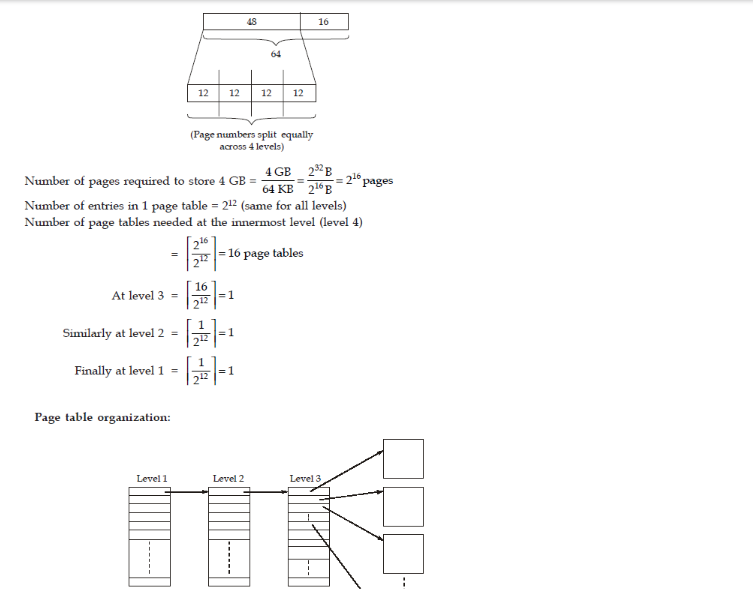 48 16
64
12 12 12 12
(Page numbers split equally
across 4 levels)
Number of pages required to store 4 GB = 4 GB / 64 KB = 2^32 B / 2^16 B = 2^16 pages
Number of entries in 1 page table = 2^12 (same for all levels)
Number of page tables needed at the innermost level (level 4)
= ⌈2^16 / 2^12⌉ = 16 page tables
At level 3 = ⌈16 / 2^12⌉ = 1
Similarly at level 2 = ⌈1 / 2^12⌉ = 1
Finally at level 1 = ⌈1 / 2^12⌉ = 1
Page table organization:
Level 1 Level 2 Level 3